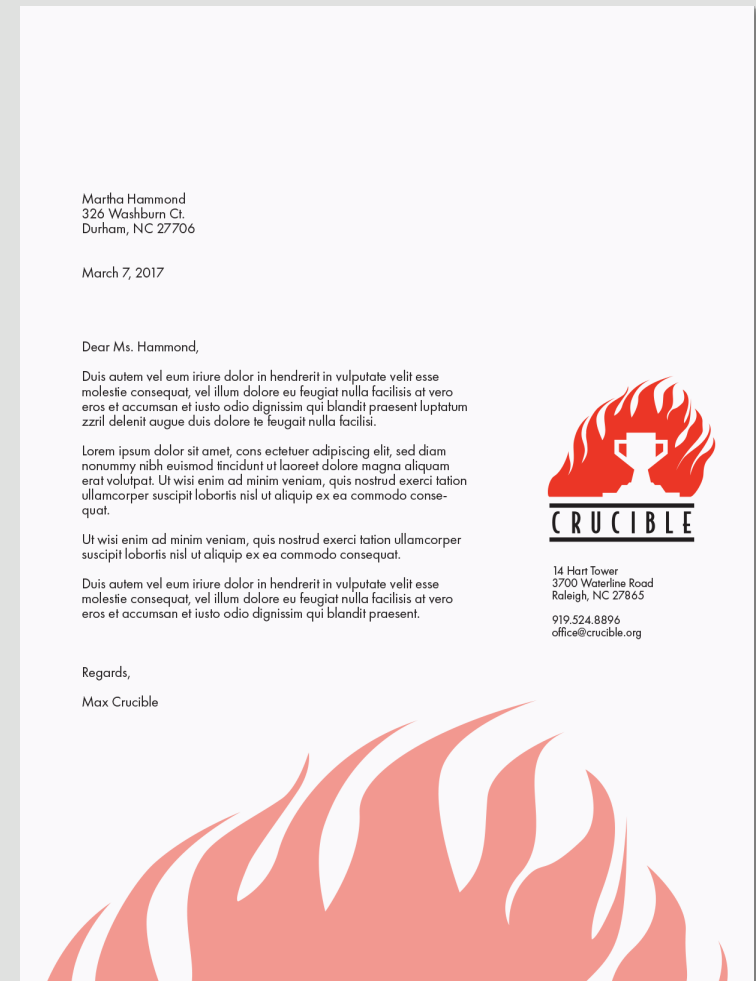 Martha Hammond
326 Washburn Ct.
Durham, NC 27706
March 7, 2017
Dear Ms. Hammond,
Duis autem vel eum iriure dolor in hendrerit in vulputate velit esse
molestie consequat, vel illum dolore eu feugiat nulla facilisis at vero
eros et accumsan et iusto odio dignissim qui blandit praesent luptatum
zzril delenit augue duis dolore te feugait nulla facilisi.
Lorem ipsum dolor sit amet, cons ectetuer adipiscing elit, sed diam
nonummy nibh euismod tincidunt ut laoreet dolore magna aliquam
erat volutpat. Ut wisi enim ad minim veniam, quis nostrud exerci tation
ullamcorper suscipit lobortis nisl ut aliquip ex ea commodo conse-
quat.
Ut wisi enim ad minim veniam, quis nostrud exerci tation ullamcorper
suscipit lobortis nisl ut aliquip ex ea commodo consequat.
Duis autem vel eum iriure dolor in hendrerit in vulputate velit esse
molestie consequat, vel illum dolore eu feugiat nulla facilisis at vero
eros et accumsan et iusto odio dignissim qui blandit praesent.
Regards,
Max Crucible
CRUCIBLE
14 Hart Tower
3700 Waterline Road
Raleigh, NC 27865
919.524.8896
office@crucible.org